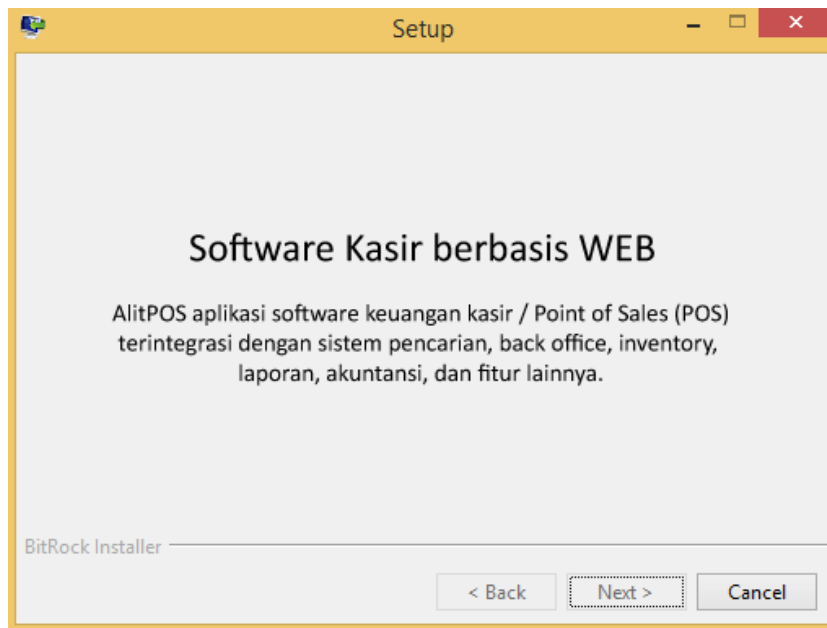 Setup
Software Kasir berbasis WEB
AlitPOS aplikasi software keuangan kasir / Point of Sales (POS)
terintegrasi dengan sistem pencarian, back office, inventory,
laporan, akuntansi, dan fitur lainnya.
BitRock Installer
< Back
Next >
Cancel